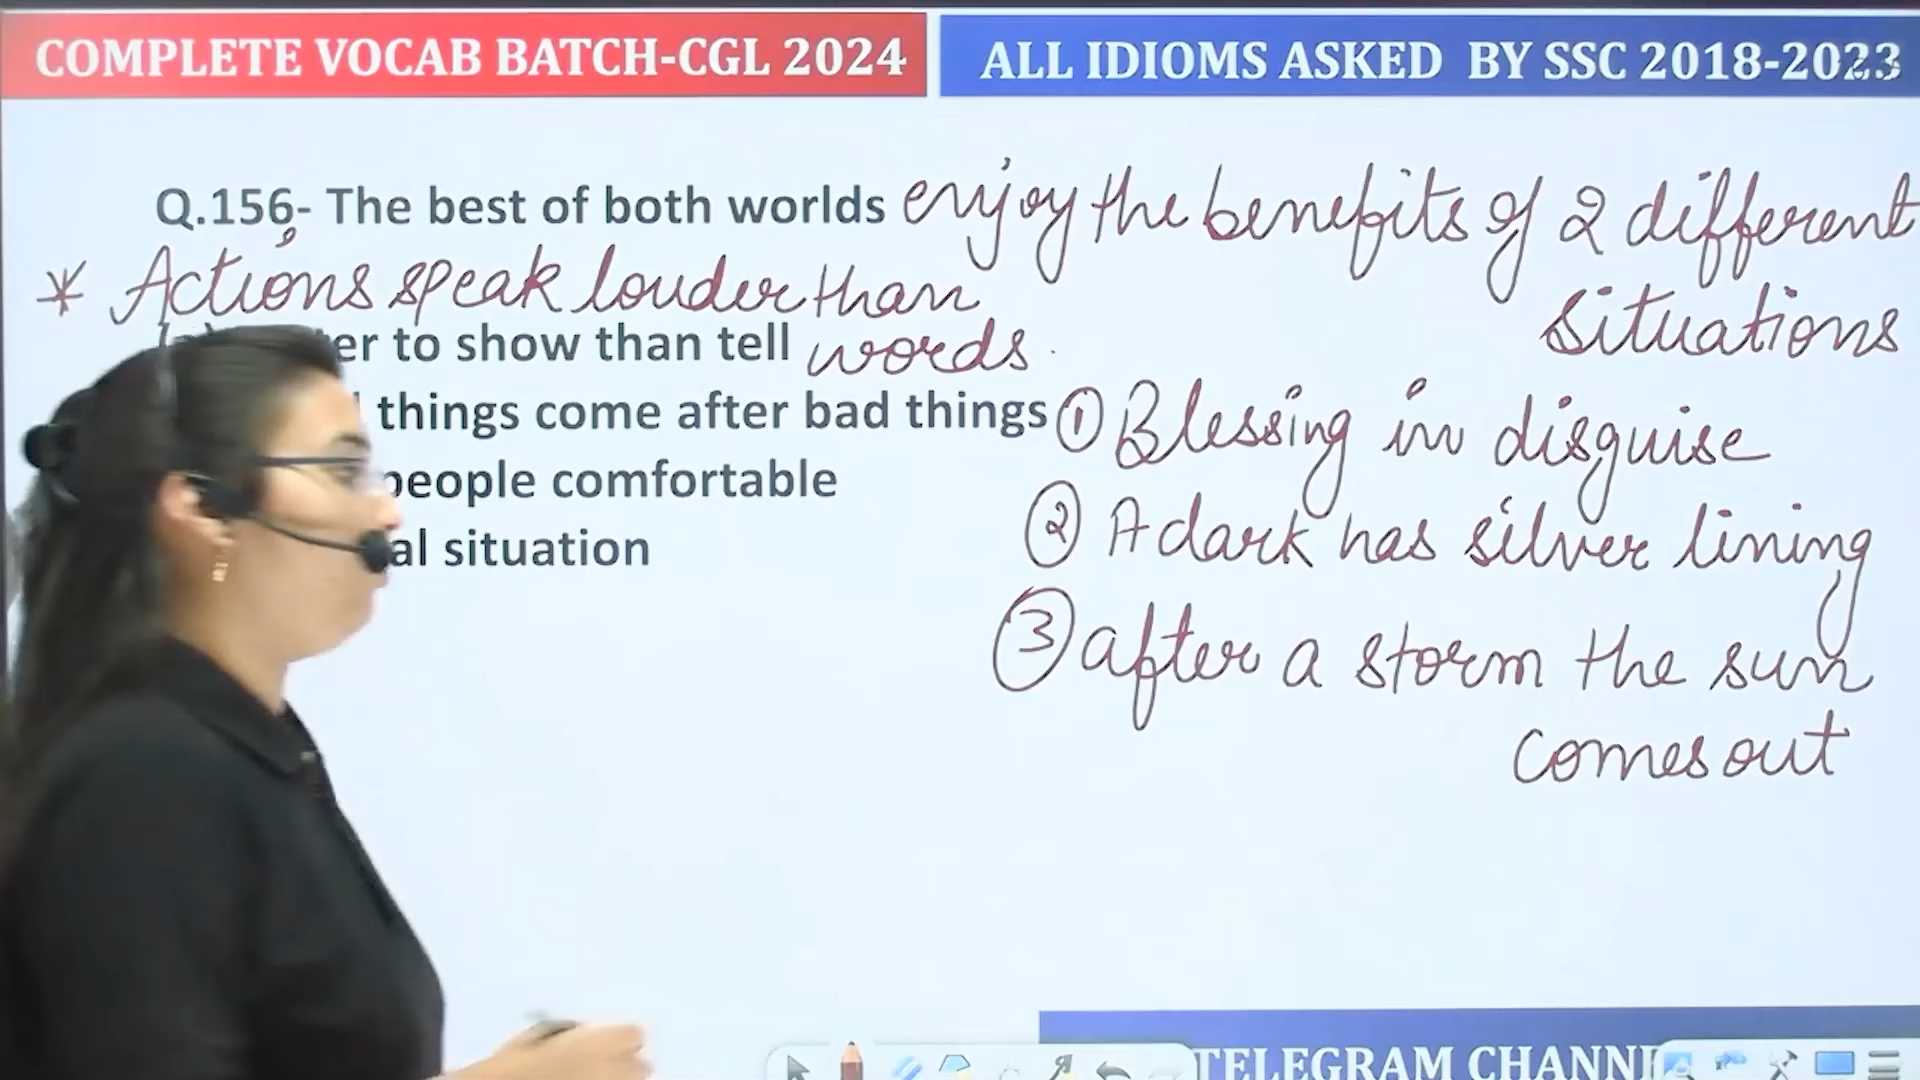 COMPLETE VOCAB BATCH-CGL 2024
ALL IDIOMS ASKED BY SSC 2018-2023
Q.156- The best of both worlds enjoy the benefits of 2 different
situations
* Actions speak louder than
to show than tell words.
things come after bad things ① Blessing in disguise
people comfortable
② A dark has silver lining
situation
③ after a storm the sun
comes out
TELEGRAM